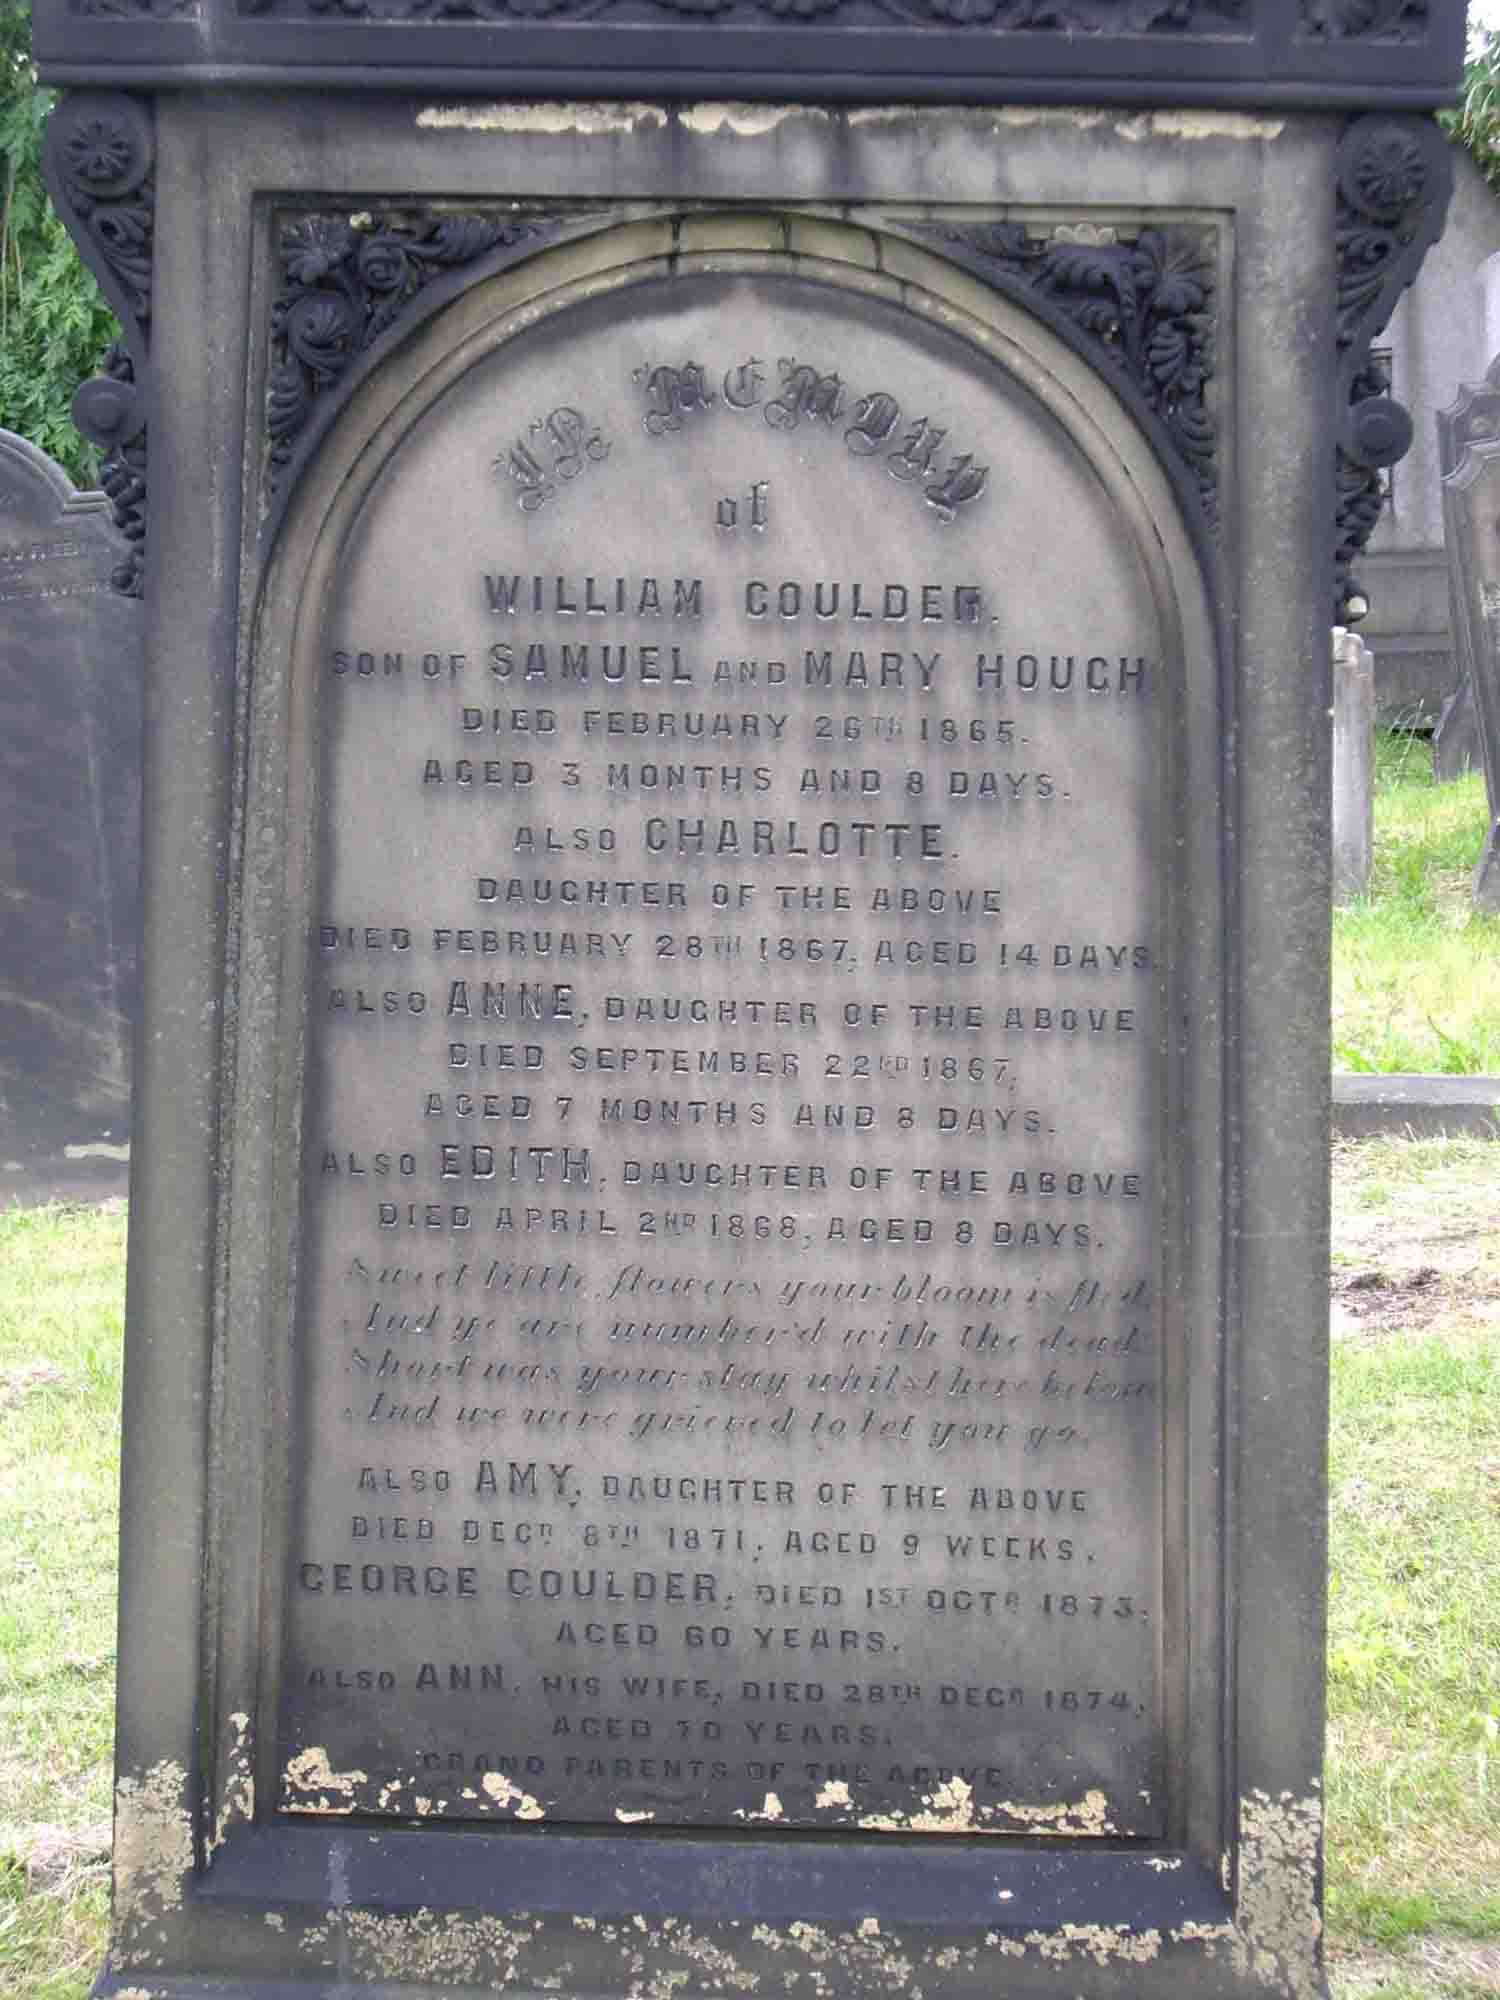 In Memory
of
WILLIAM GOULDER.
SON OF SAMUEL AND MARY HOUGH
DIED FEBRUARY 26TH 1865.
AGED 3 MONTHS AND 8 DAYS.
ALSO CHARLOTTE.
DAUGHTER OF THE ABOVE
DIED FEBRUARY 28TH 1867, AGED 14 DAYS.
ALSO ANNE, DAUGHTER OF THE ABOVE
DIED SEPTEMBER 22ND 1867,
AGED 7 MONTHS AND 8 DAYS.
ALSO EDITH, DAUGHTER OF THE ABOVE
DIED APRIL 2ND 1868, AGED 8 DAYS.
Sweet little flowers your bloom is fled,
And ye are number'd with the dead
Short was your stay whilst here below
And we were grieved to let you go.
ALSO AMY, DAUGHTER OF THE ABOVE
DIED DECR 8TH 1871, AGED 9 WEEKS.
GEORGE GOULDER, DIED 1ST OCTR 1873,
AGED 60 YEARS.
ALSO ANN, HIS WIFE, DIED 28TH DECR 1874,
AGED 70 YEARS.
GRAND PARENTS OF THE ABOVE.